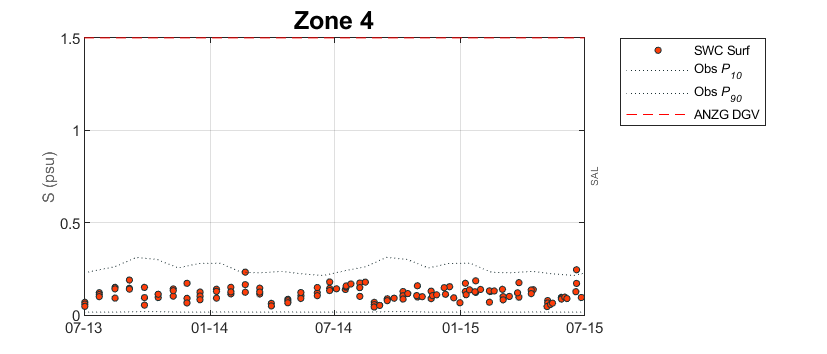 Zone 4
1.5
1
0.5
0
S (psu)
07-13
01-14
07-14
01-15
07-15
SAL
SWC Surf
Obs P10
Obs P90
ANZG DGV